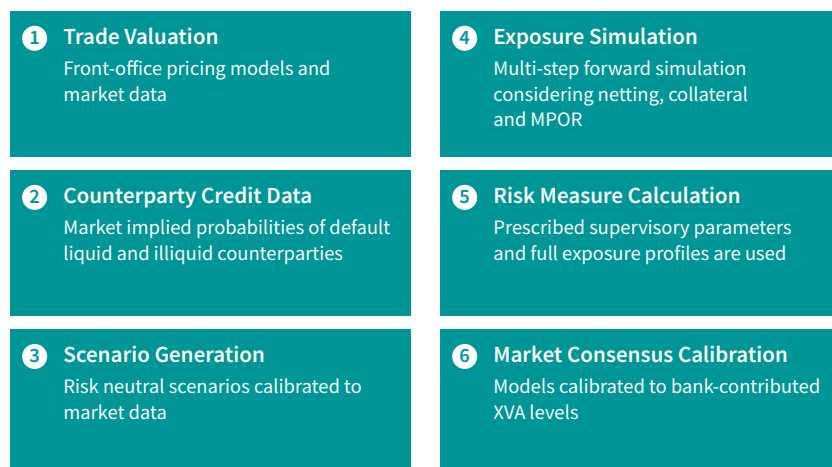 1 Trade Valuation
Front-office pricing models and
market data
2 Counterparty Credit Data
Market implied probabilities of default
liquid and illiquid counterparties
3 Scenario Generation
Risk neutral scenarios calibrated to
market data
4 Exposure Simulation
Multi-step forward simulation
considering netting, collateral
and MPOR
5 Risk Measure Calculation
Prescribed supervisory parameters
and full exposure profiles are used
6 Market Consensus Calibration
Models calibrated to bank-contributed
XVA levels